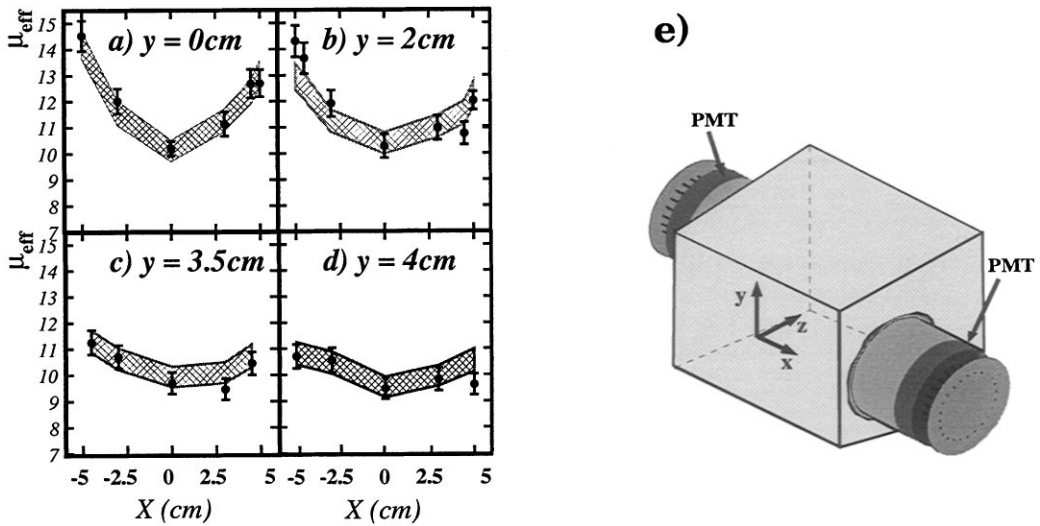 a) y = 0cm
b) y = 2cm
e)
μeff
15
14
13
12
11
10
9
8
7
PMT
c) y = 3.5cm
d) y = 4cm
μeff
15
14
13
12
11
10
9
8
7
PMT
y
z
x
-5 -2.5 0 2.5 -5 -2.5 0 2.5 5
X (cm) X (cm)